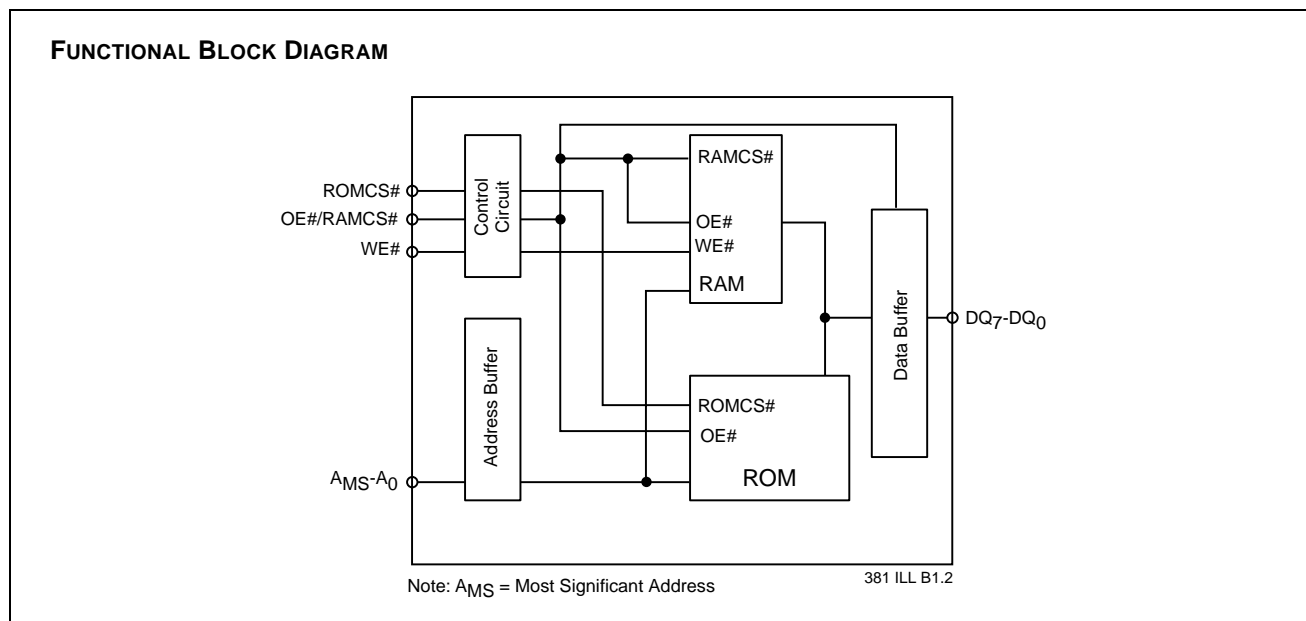 FUNCTIONAL BLOCK DIAGRAM
ROMCS#
OE#/RAMCS#
WE#
Control
Circuit
RAMCS#
OE#
WE#
RAM
Address Buffer
AMS-A0
ROMCS#
OE#
ROM
Data Buffer
DQ7-DQ0
Note: AMS = Most Significant Address
381 ILL B1.2